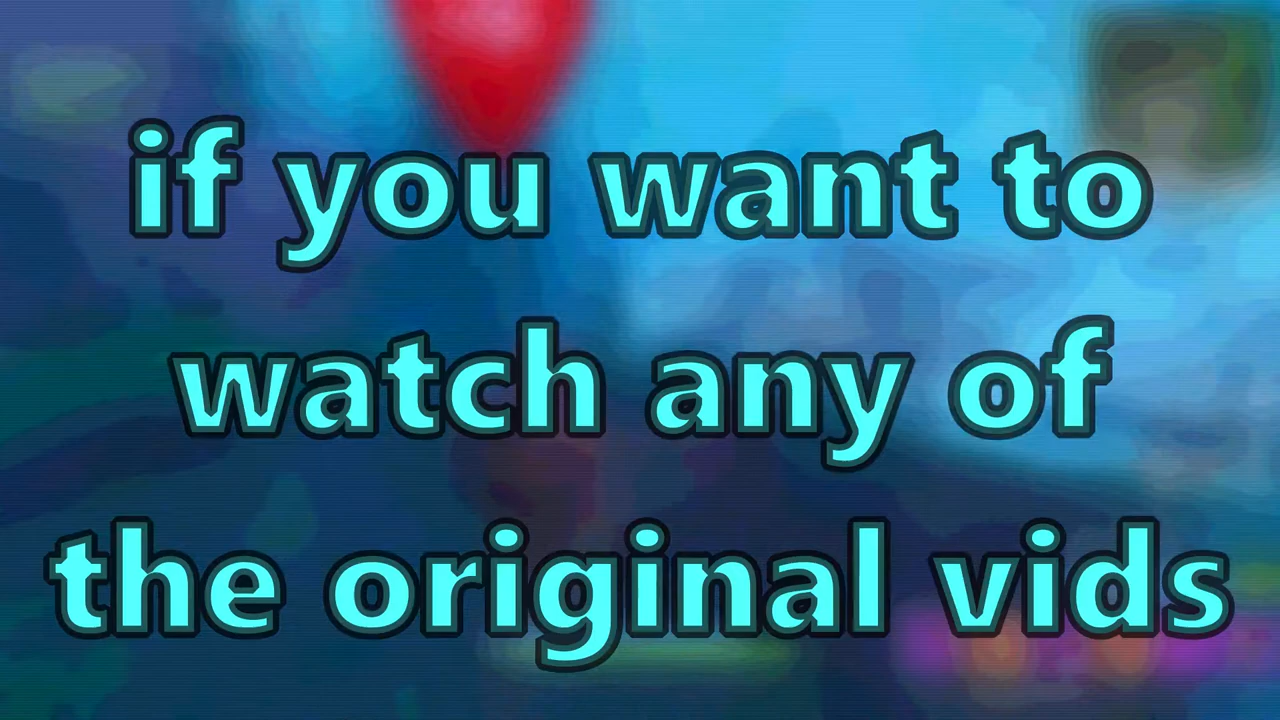 if you want to
watch any of
the original vids